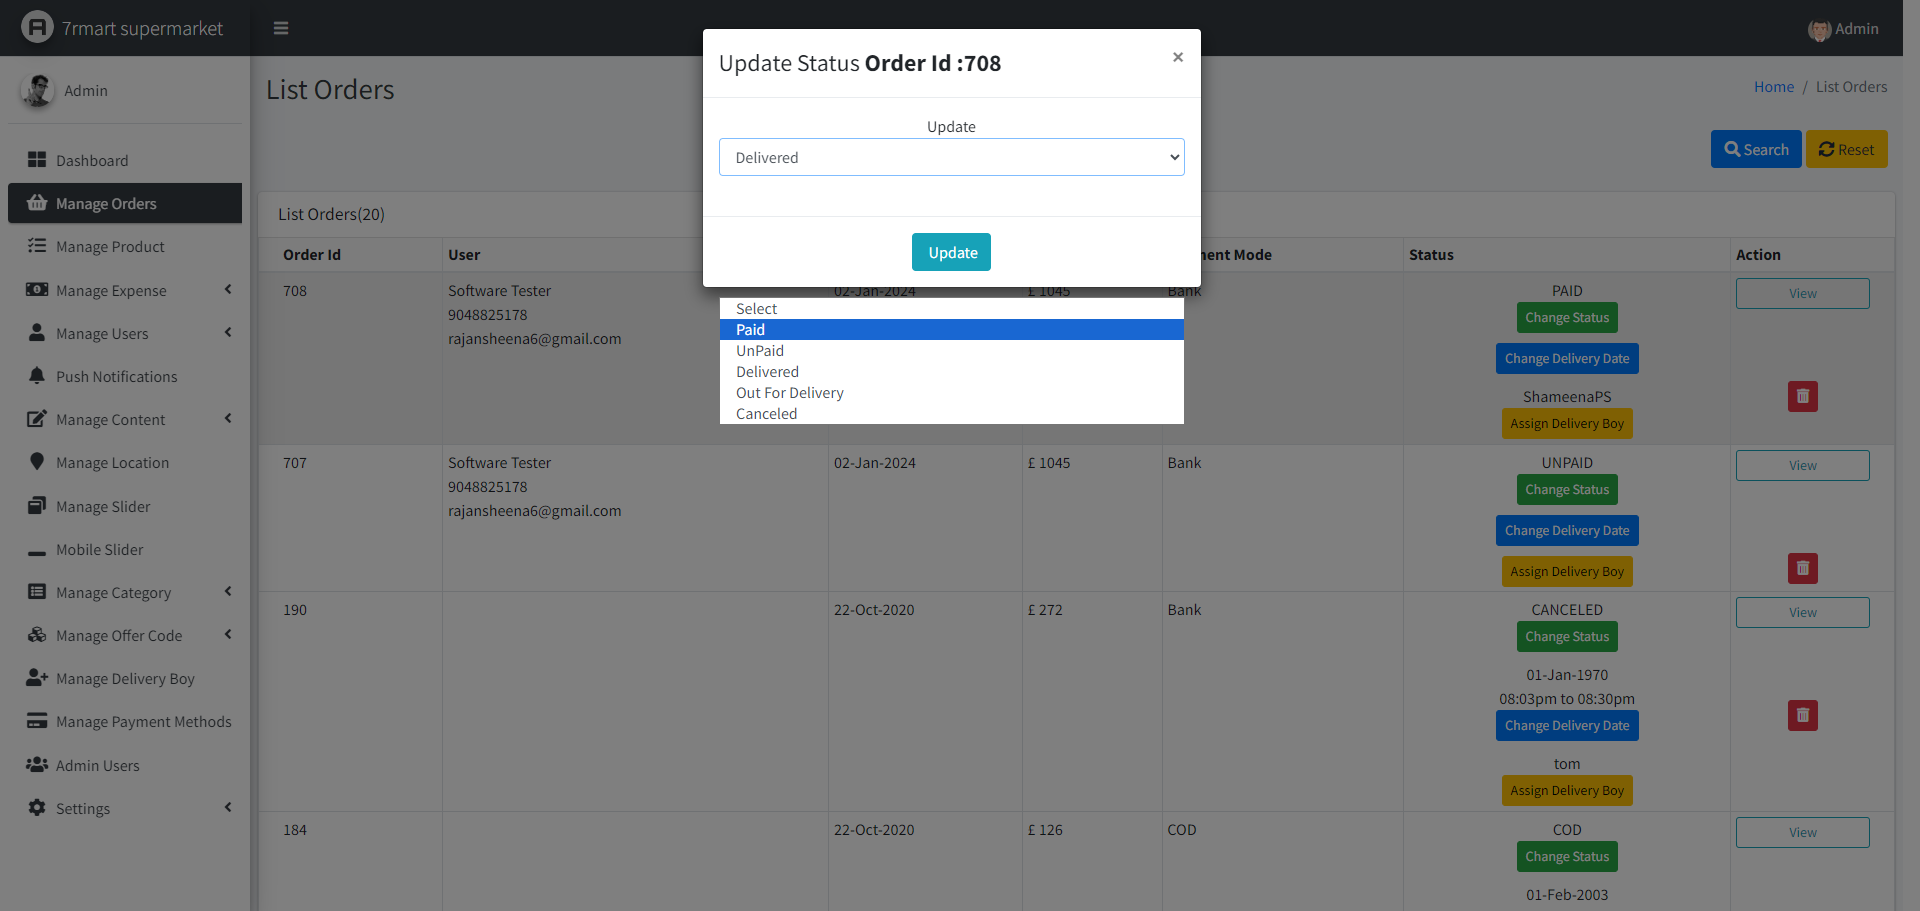 7rmart supermarket
Admin
Update Status Order Id :708
×
Admin
List Orders
Home / List Orders
Update
Delivered
Search
Reset
Dashboard
Manage Orders
Manage Product
Manage Expense
Manage Users
Push Notifications
Manage Content
Manage Location
Manage Slider
Mobile Slider
Manage Category
Manage Offer Code
Manage Delivery Boy
Manage Payment Methods
Admin Users
Settings
List Orders(20)
Update
Order Id User Mode Status Action
708 Software Tester 02-Jan-2024 £ 1045 Bank PAID View
9048825178
rajansheena6@gmail.com
Change Status
Change Delivery Date
ShameenaPS
Assign Delivery Boy
Select
Paid
UnPaid
Delivered
Out For Delivery
Canceled
707 Software Tester 02-Jan-2024 £ 1045 Bank UNPAID View
9048825178
rajansheena6@gmail.com
Change Status
Change Delivery Date
Assign Delivery Boy
190 22-Oct-2020 £ 272 Bank CANCELED View
Change Status
01-Jan-1970
08:03pm to 08:30pm
Change Delivery Date
tom
Assign Delivery Boy
184 22-Oct-2020 £ 126 COD COD View
Change Status
01-Feb-2003